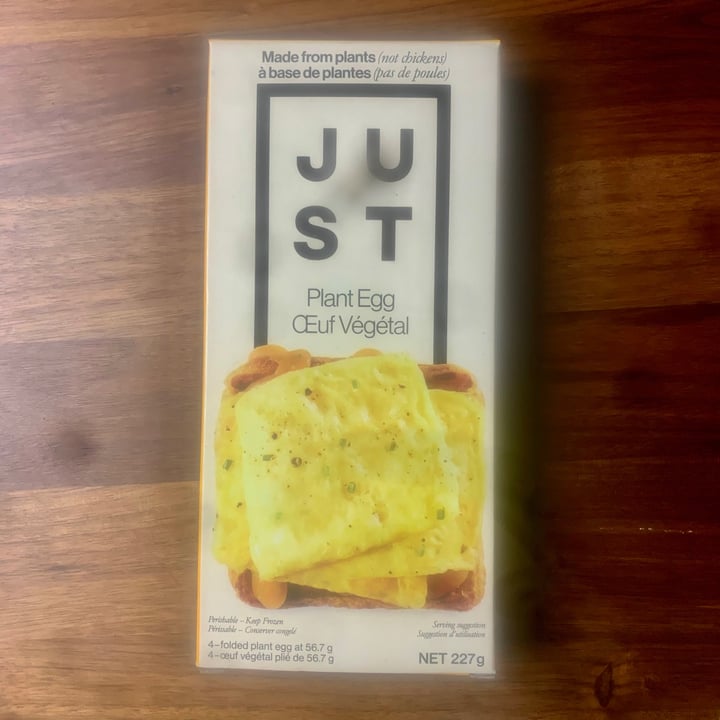 Made from plants (not chickens)
à base de plantes (pas de poules)
JU
ST
Plant Egg
Œuf Végétal
Perishable – Keep Frozen
Périssable – Conserver congelé
4–folded plant egg at 56.7 g
4–œuf végétal plié de 56.7 g
Serving suggestion
Suggestion d'utilisation
NET 227g